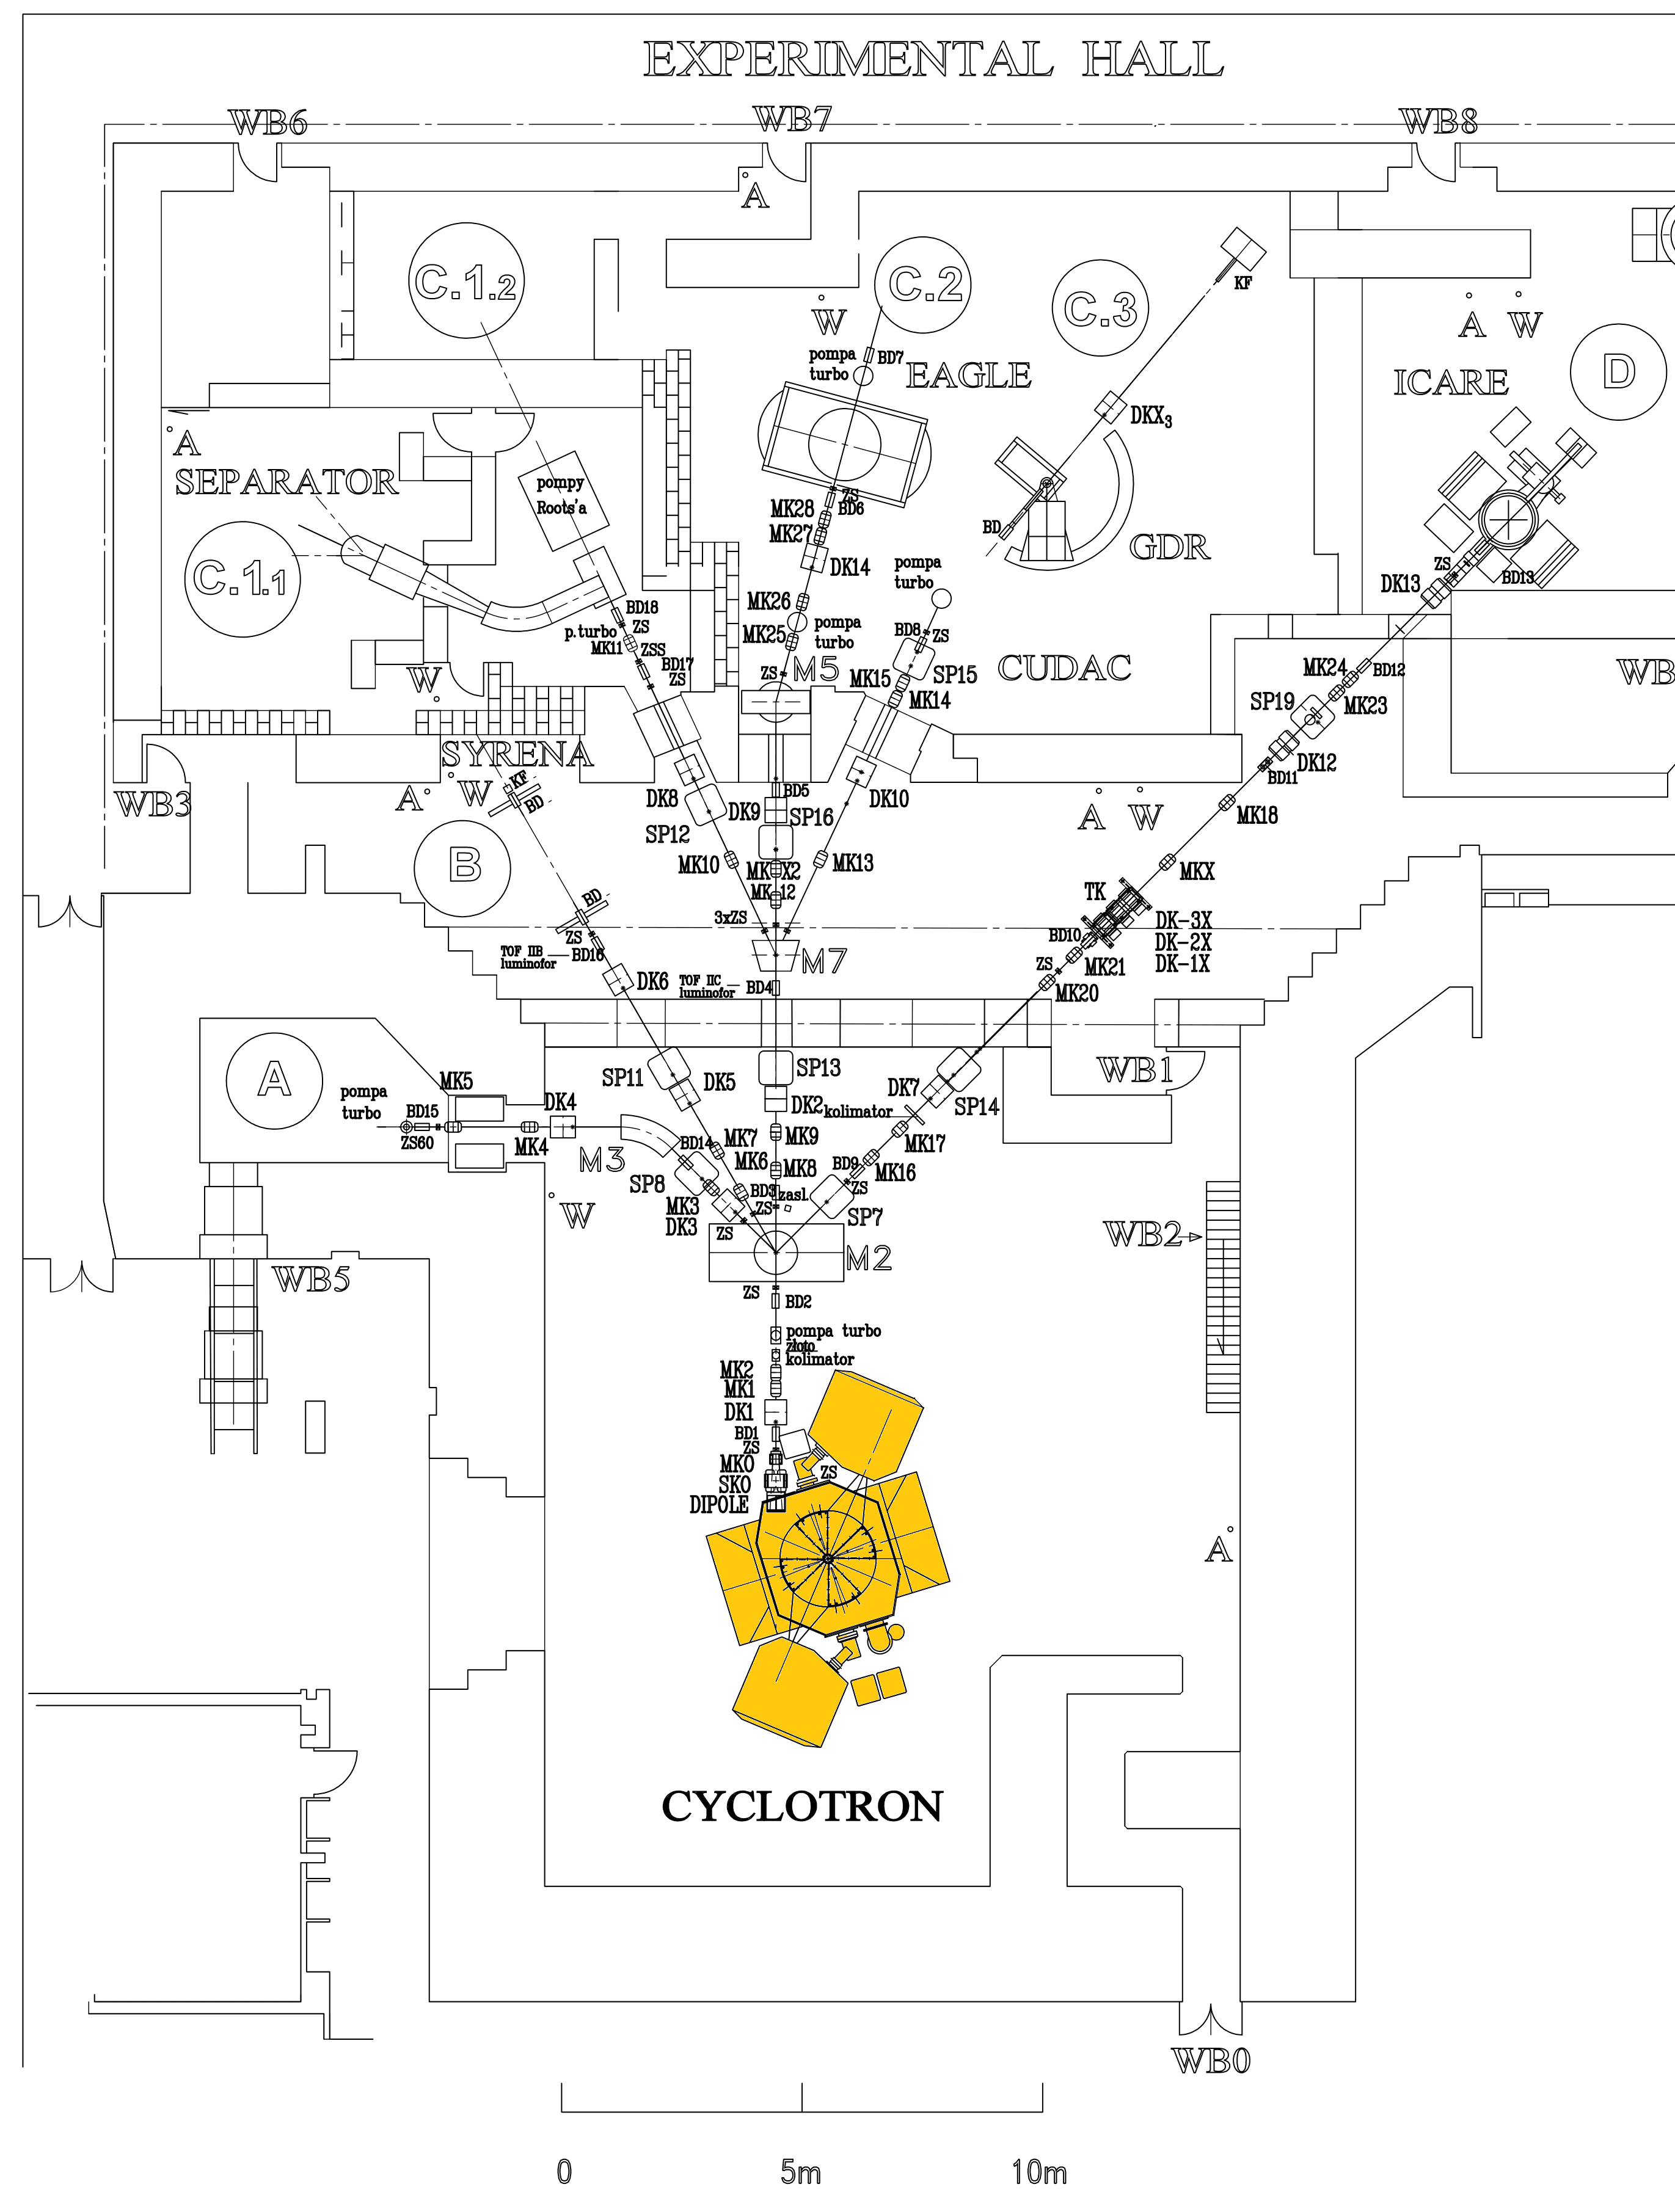 EXPERIMENTAL HALL
WB6
WB7
WB8
A
C.1.2
C.2
C.3
KF
W
A
W
pompa
turbo
BD7
EAGLE
D
ICARE
DKX3
A
SEPARATOR
pompy
Roots'a
ZS
BD6
MK28
MK27
BD
GDR
C.1.1
DK14
pompa
turbo
ZS
BD13
DK13
MK26
BD18
ZS
p.turbo
MK11
ZSS
BD17
ZS
MK25
pompa
turbo
BD8
ZS
ZS
M5
MK15
SP15
MK14
CUDAC
MK24
BD12
WB
W
SP19
MK23
SYRENA
KF
BD
DK12
BD11
WB3
A
W
DK8
DK9
BD5
SP16
DK10
A
W
MK18
SP12
B
MK10
MK X2
MK 12
MK13
MKX
TK
BD
3xZS
DK-3X
DK-2X
DK-1X
ZS
BD16
TOF IIB
luminofor
M7
BD10
MK21
ZS
MK20
DK6
TOF IIC
luminofor
BD4
A
SP11
DK5
SP13
DK2
kolimator
DK7
SP14
WB1
pompa
turbo
MK5
BD15
ZS60
DK4
MK4
M3
BD14
MK7
MK6
MK9
MK8
MK17
BD9
MK16
ZS
SP8
MK3
DK3
BD3
ZS
zasl.
SP7
W
ZS
M2
WB2
WB5
ZS
BD2
pompa turbo
zloto
kolimator
MK2
MK1
DK1
BD1
ZS
MK0
SK0
DIPOLE
ZS
A
CYCLOTRON
WB0
0
5m
10m